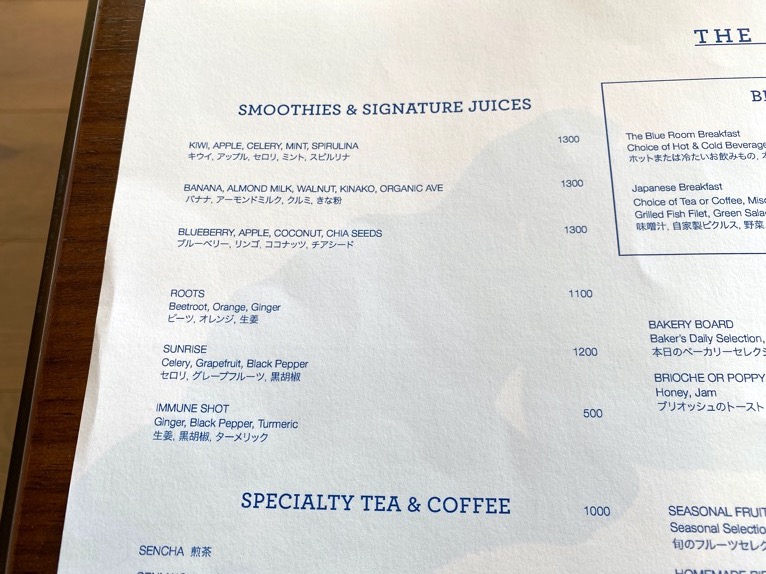 SMOOTHIES & SIGNATURE JUICES
KIWI, APPLE, CELERY, MINT, SPIRULINA 1300
キウイ, アップル, セロリ, ミント, スピルリナ
BANANA, ALMOND MILK, WALNUT, KINAKO, ORGANIC AVE 1300
バナナ, アーモンドミルク, クルミ, きな粉
BLUEBERRY, APPLE, COCONUT, CHIA SEEDS 1300
ブルーベリー, リンゴ, ココナッツ, チアシード
ROOTS 1100
Beetroot, Orange, Ginger
ビーツ, オレンジ, 生姜
SUNRISE 1200
Celery, Grapefruit, Black Pepper
セロリ, グレープフルーツ, 黒胡椒
IMMUNE SHOT 500
Ginger, Black Pepper, Turmeric
生姜, 黒胡椒, ターメリック
SPECIALTY TEA & COFFEE 1000
SENCHA 煎茶
THE
The Blue Room Breakfast
Choice of Hot & Cold Beverage
ホットまたは冷たいお飲みもの,
Japanese Breakfast
Choice of Tea or Coffee, Miso
Grilled Fish Filet, Green Sala
味噌汁, 自家製ピクルス, 野菜
BAKERY BOARD
Baker's Daily Selection,
本日のベーカリーセレク
BRIOCHE OR POPPY
Honey, Jam
ブリオッシュのトースト
SEASONAL FRUIT
Seasonal Selectio
旬のフルーツセレク